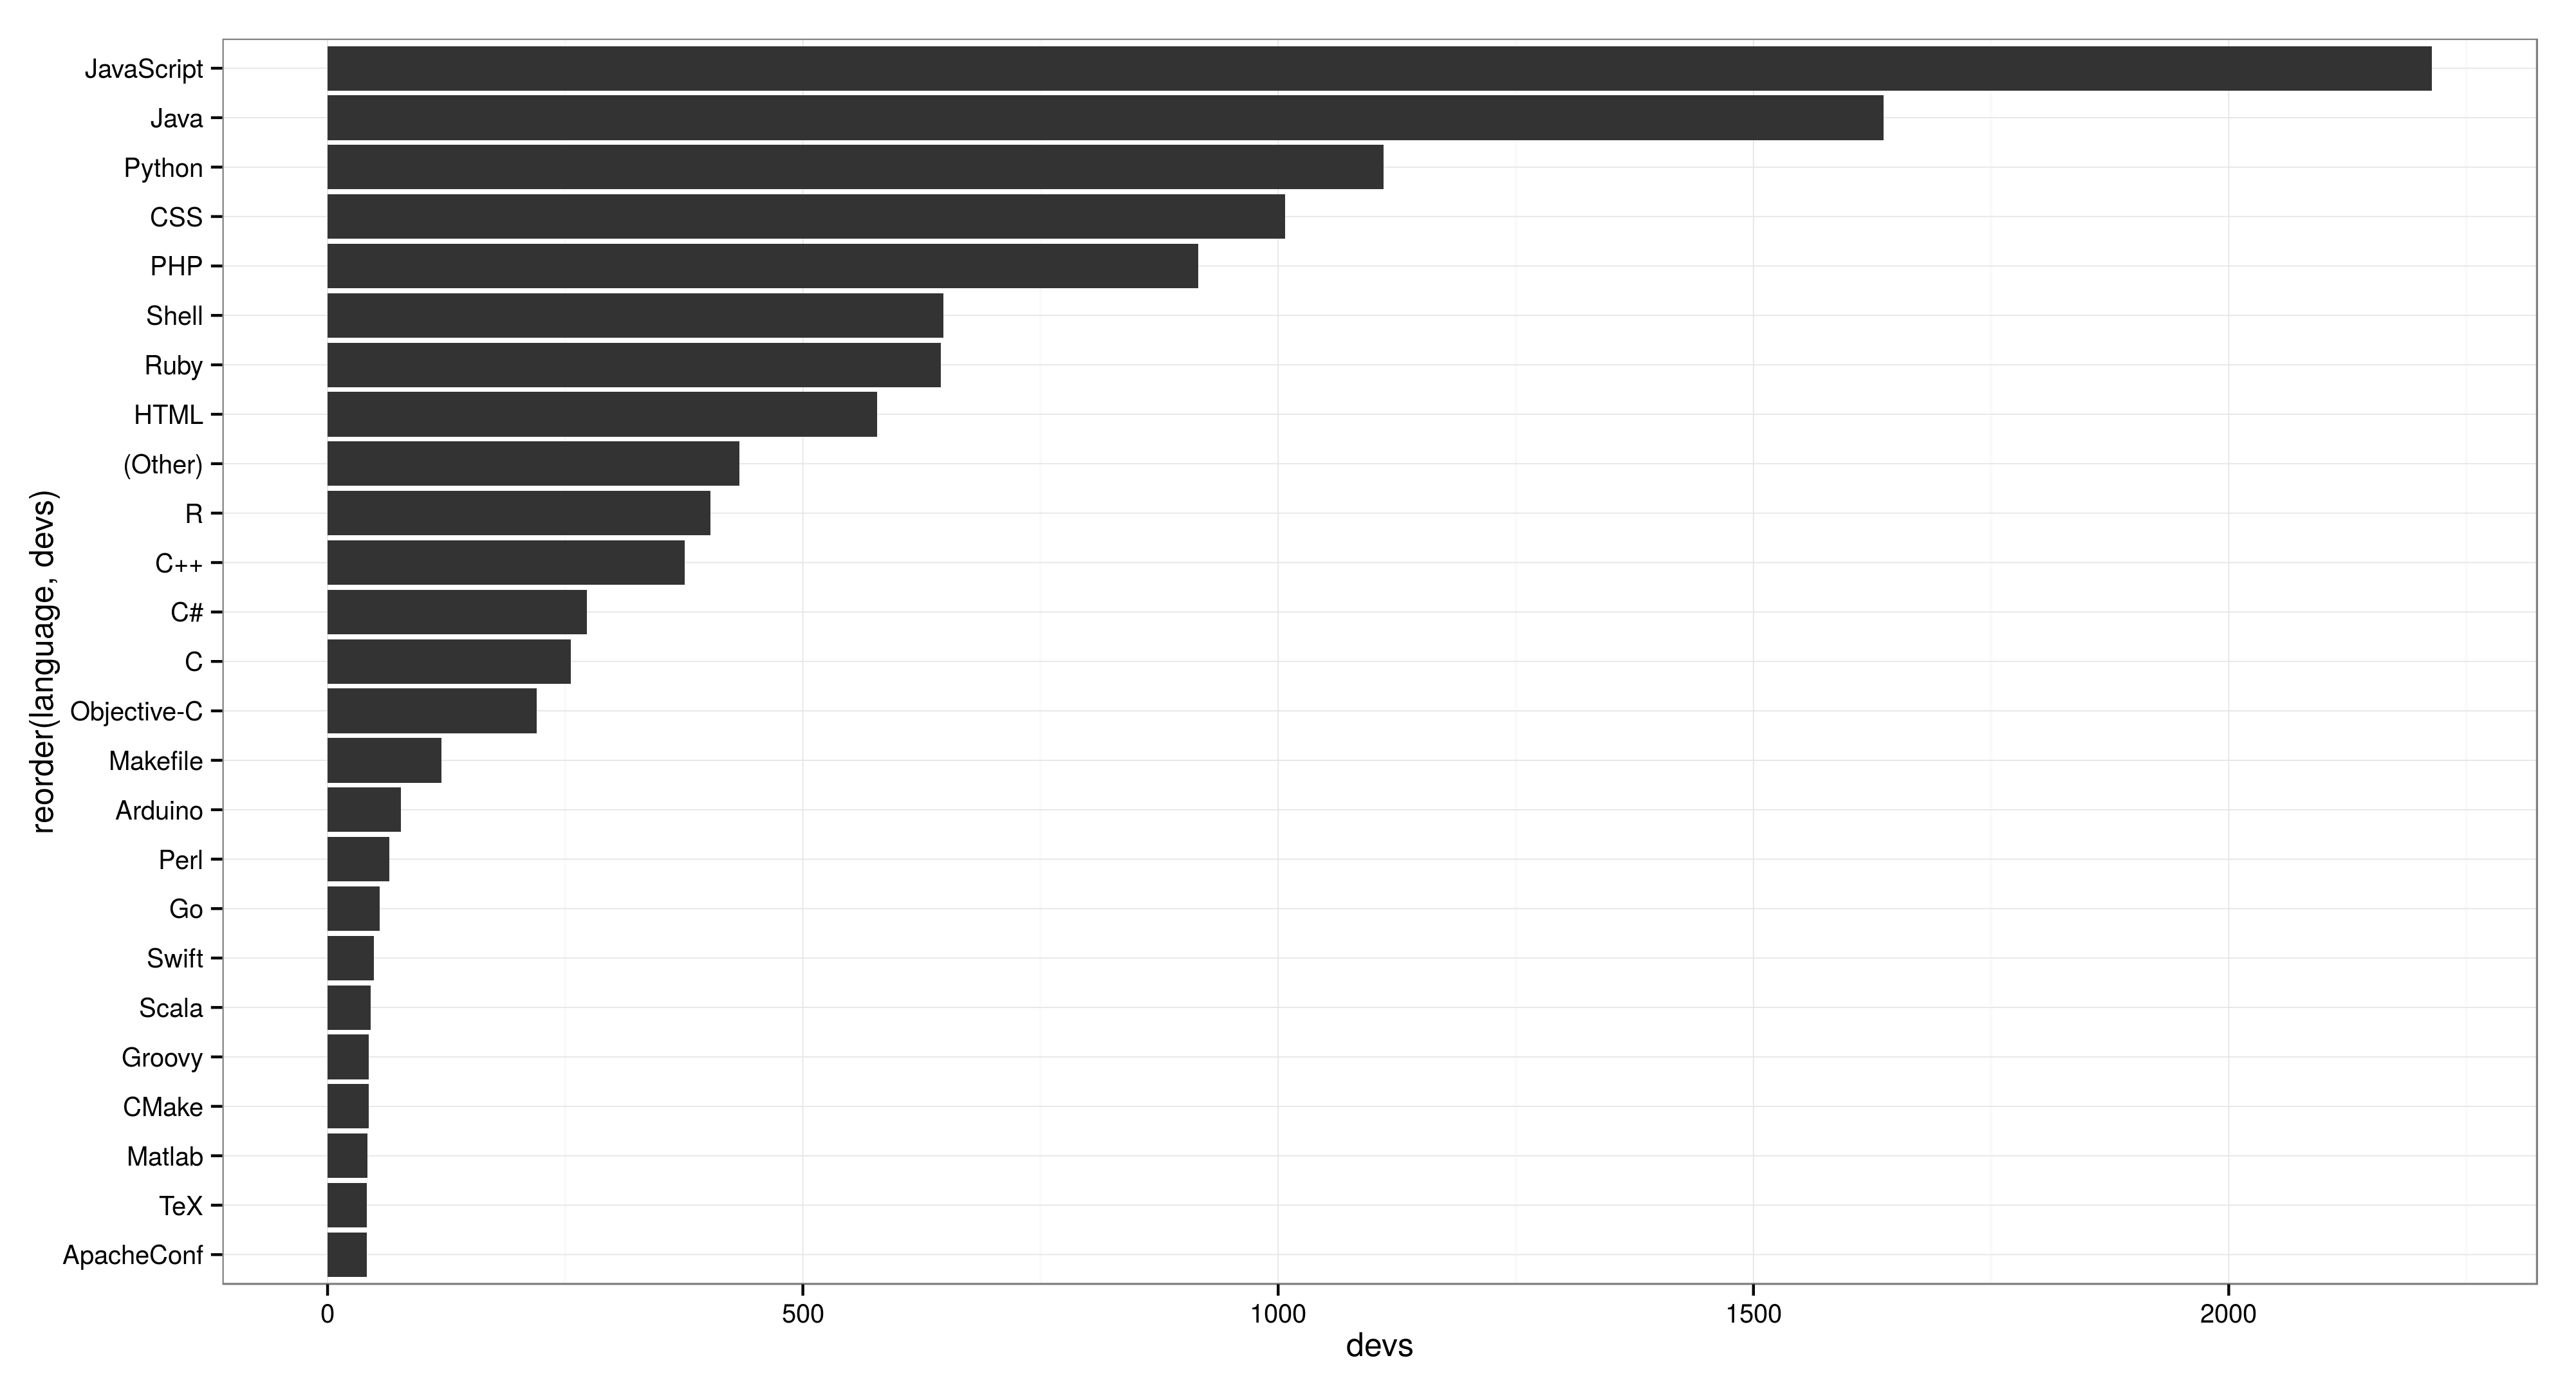 JavaScript
Java
Python
CSS
PHP
Shell
Ruby
HTML
(Other)
R
C++
C#
C
Objective-C
Makefile
Arduino
Perl
Go
Swift
Scala
Groovy
CMake
Matlab
TeX
ApacheConf
reorder(language, devs)
0 500 1000 1500 2000
devs